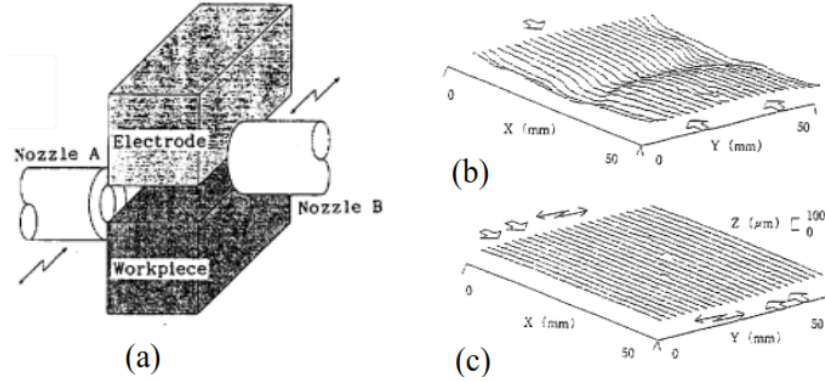 Electrode
Nozzle A
Nozzle B
Workpiece
(a)
0
X (mm)
50
0
Y (mm)
50
(b)
Z (μm)
100
0
0
X (mm)
50
0
Y (mm)
50
(c)